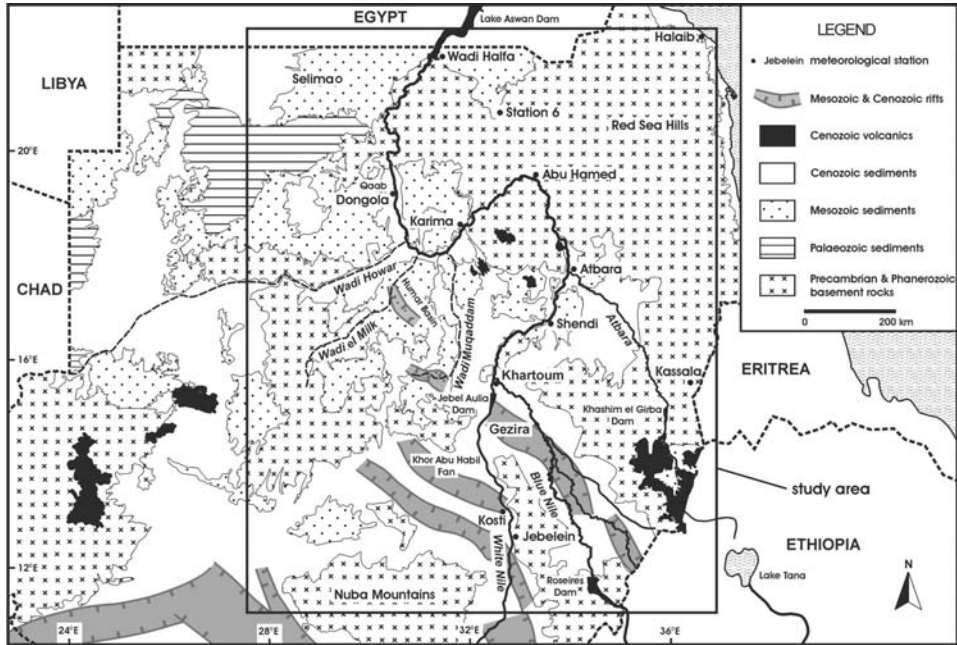 EGYPT
Lake Aswan Dam
Halaib
LEGEND
Jebelein meteorological station
Mesozoic & Cenozoic rifts
Cenozoic volcanics
Cenozoic sediments
Mesozoic sediments
Palaeozoic sediments
Precambrian & Phanerozoic
basement rocks
0 200 km
LIBYA
Wadi Halfa
Selima
Station 6
Red Sea Hills
20°E
Abu Hamed
Qaab
Dongola
Karima
CHAD
Wadi Howar
Atbara
Humar Basin
Wadi el Milk
Wadi Muqaddam
Shendi
Atbara
16°E
Khartoum
Kassala
ERITREA
Jebel Aulia
Dam
Khashim el Girba
Dam
Gezira
Khor Abu Habil
Fan
Blue Nile
study area
Kosti
Jebelein
White Nile
ETHIOPIA
12°E
Nuba Mountains
Roseires
Dam
Lake Tana
N
24°E
28°E
32°E
36°E